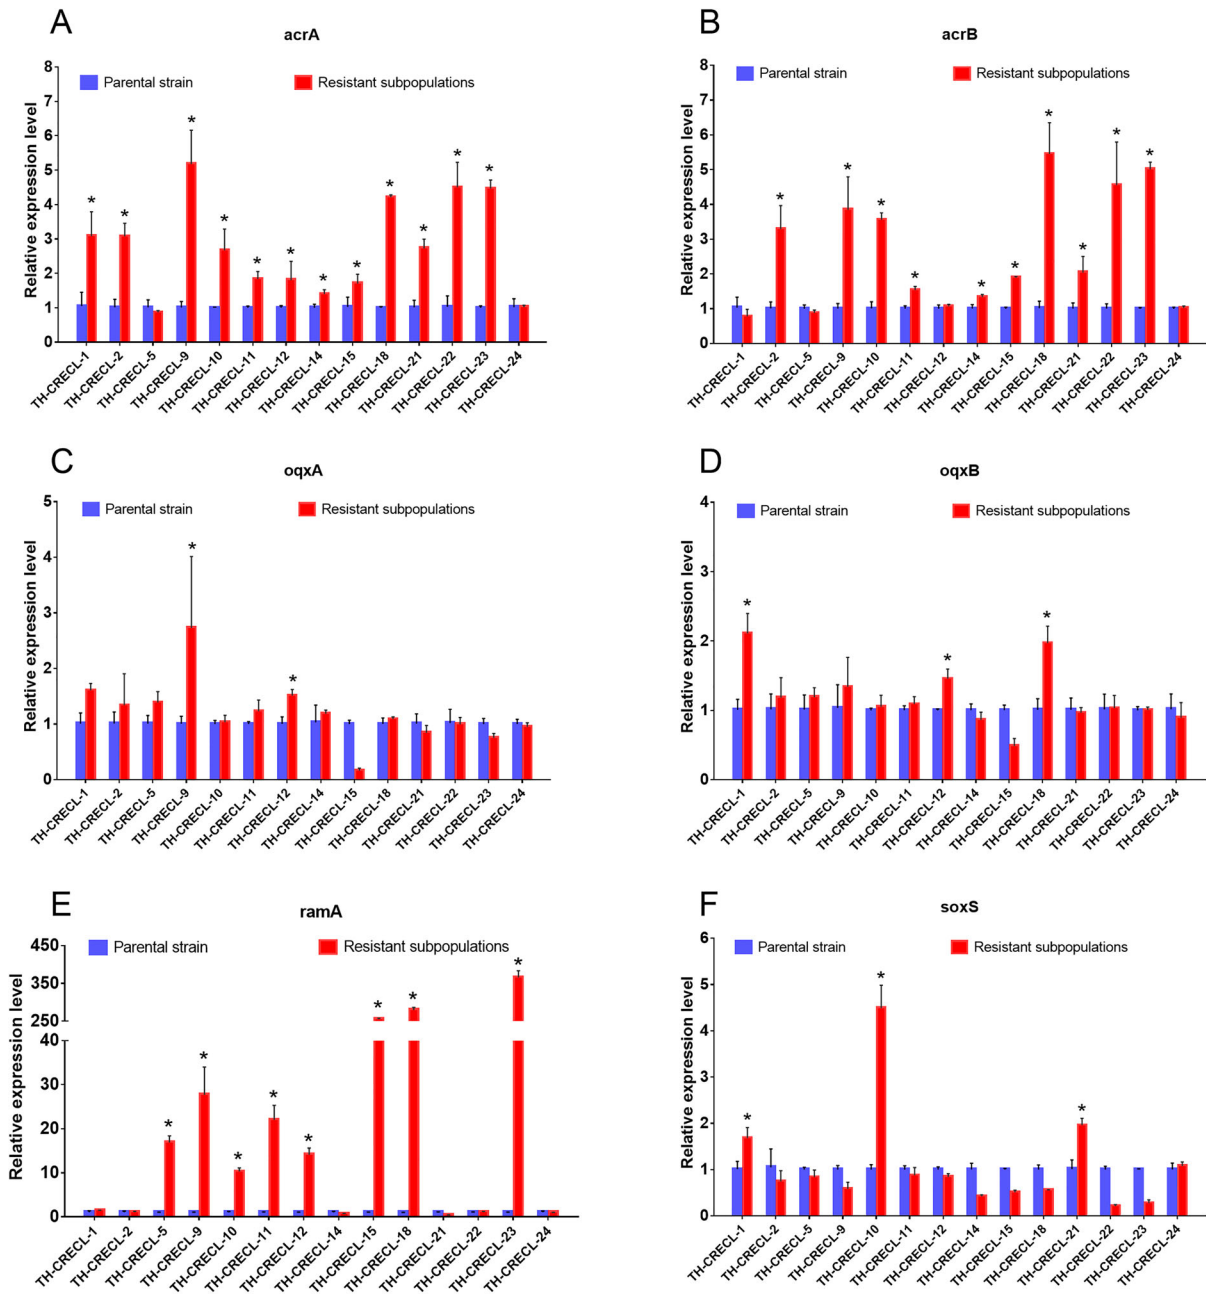 A
acrA
Parental strain
Resistant subpopulations
Relative expression level
8
7
6
5
4
3
2
1
0
TH-CRECL-1
TH-CRECL-2
TH-CRECL-5
TH-CRECL-9
TH-CRECL-10
TH-CRECL-11
TH-CRECL-12
TH-CRECL-14
TH-CRECL-15
TH-CRECL-18
TH-CRECL-21
TH-CRECL-22
TH-CRECL-23
TH-CRECL-24
* * * * * * * * * * * *
B
acrB
Parental strain
Resistant subpopulations
Relative expression level
8
7
6
5
4
3
2
1
0
TH-CRECL-1
TH-CRECL-2
TH-CRECL-5
TH-CRECL-9
TH-CRECL-10
TH-CRECL-11
TH-CRECL-12
TH-CRECL-14
TH-CRECL-15
TH-CRECL-18
TH-CRECL-21
TH-CRECL-22
TH-CRECL-23
TH-CRECL-24
* * * * * * * * * *
C
oqxA
Parental strain
Resistant subpopulations
Relative expression level
5
4
3
2
1
0
TH-CRECL-1
TH-CRECL-2
TH-CRECL-5
TH-CRECL-9
TH-CRECL-10
TH-CRECL-11
TH-CRECL-12
TH-CRECL-14
TH-CRECL-15
TH-CRECL-18
TH-CRECL-21
TH-CRECL-22
TH-CRECL-23
TH-CRECL-24
* *
D
oqxB
Parental strain
Resistant subpopulations
Relative expression level
4
3
2
1
0
TH-CRECL-1
TH-CRECL-2
TH-CRECL-5
TH-CRECL-9
TH-CRECL-10
TH-CRECL-11
TH-CRECL-12
TH-CRECL-14
TH-CRECL-15
TH-CRECL-18
TH-CRECL-21
TH-CRECL-22
TH-CRECL-23
TH-CRECL-24
* * *
E
ramA
Parental strain
Resistant subpopulations
Relative expression level
450
350
250
40
30
20
10
0
TH-CRECL-1
TH-CRECL-2
TH-CRECL-5
TH-CRECL-9
TH-CRECL-10
TH-CRECL-11
TH-CRECL-12
TH-CRECL-14
TH-CRECL-15
TH-CRECL-18
TH-CRECL-21
TH-CRECL-22
TH-CRECL-23
TH-CRECL-24
* * * * * * * *
F
soxS
Parental strain
Resistant subpopulations
Relative expression level
6
5
4
3
2
1
0
TH-CRECL-1
TH-CRECL-2
TH-CRECL-5
TH-CRECL-9
TH-CRECL-10
TH-CRECL-11
TH-CRECL-12
TH-CRECL-14
TH-CRECL-15
TH-CRECL-18
TH-CRECL-21
TH-CRECL-22
TH-CRECL-23
TH-CRECL-24
* * *